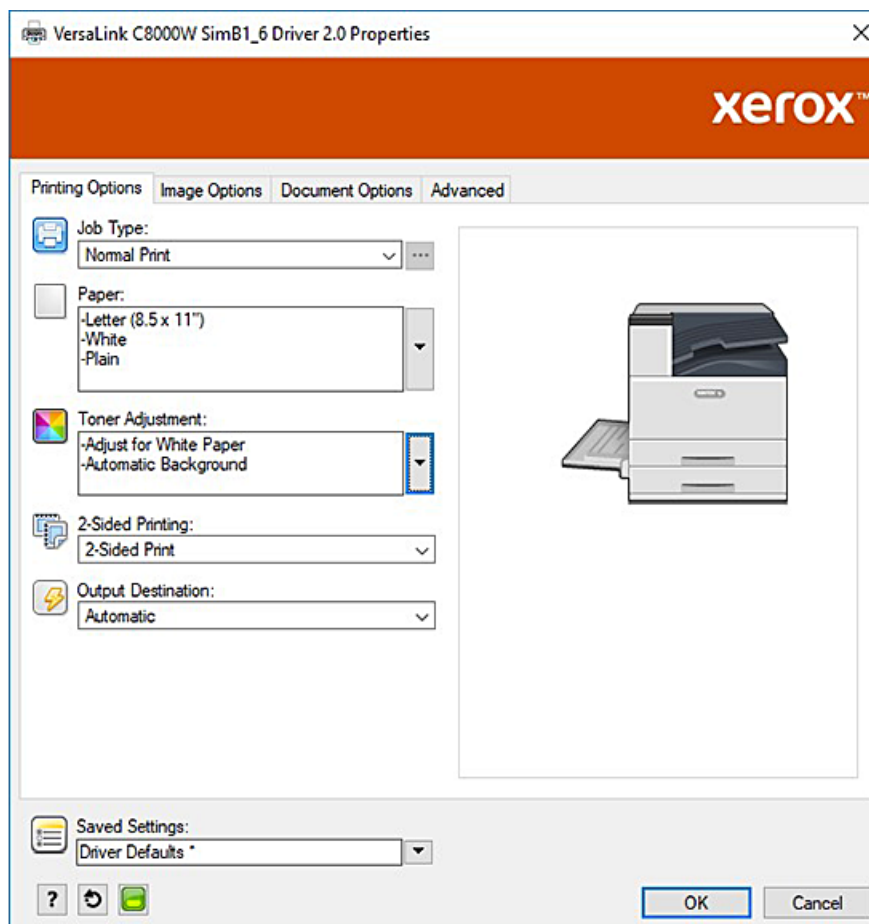 VersaLink C8000W SimB1_6 Driver 2.0 Properties
xerox™
Printing Options Image Options Document Options Advanced
Job Type:
Normal Print
Paper:
-Letter (8.5 x 11")
-White
-Plain
Toner Adjustment:
-Adjust for White Paper
-Automatic Background
2-Sided Printing:
2-Sided Print
Output Destination:
Automatic
Saved Settings:
Driver Defaults *
?
OK Cancel